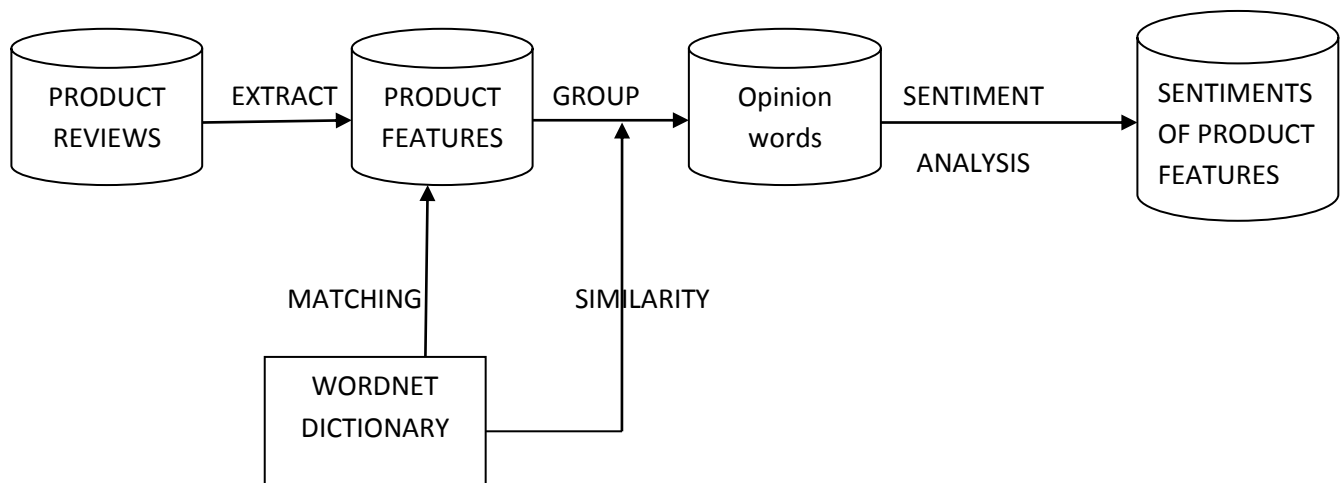 PRODUCT
REVIEWS
EXTRACT
PRODUCT
FEATURES
GROUP
Opinion
words
SENTIMENT
ANALYSIS
SENTIMENTS
OF PRODUCT
FEATURES
MATCHING
SIMILARITY
WORDNET
DICTIONARY